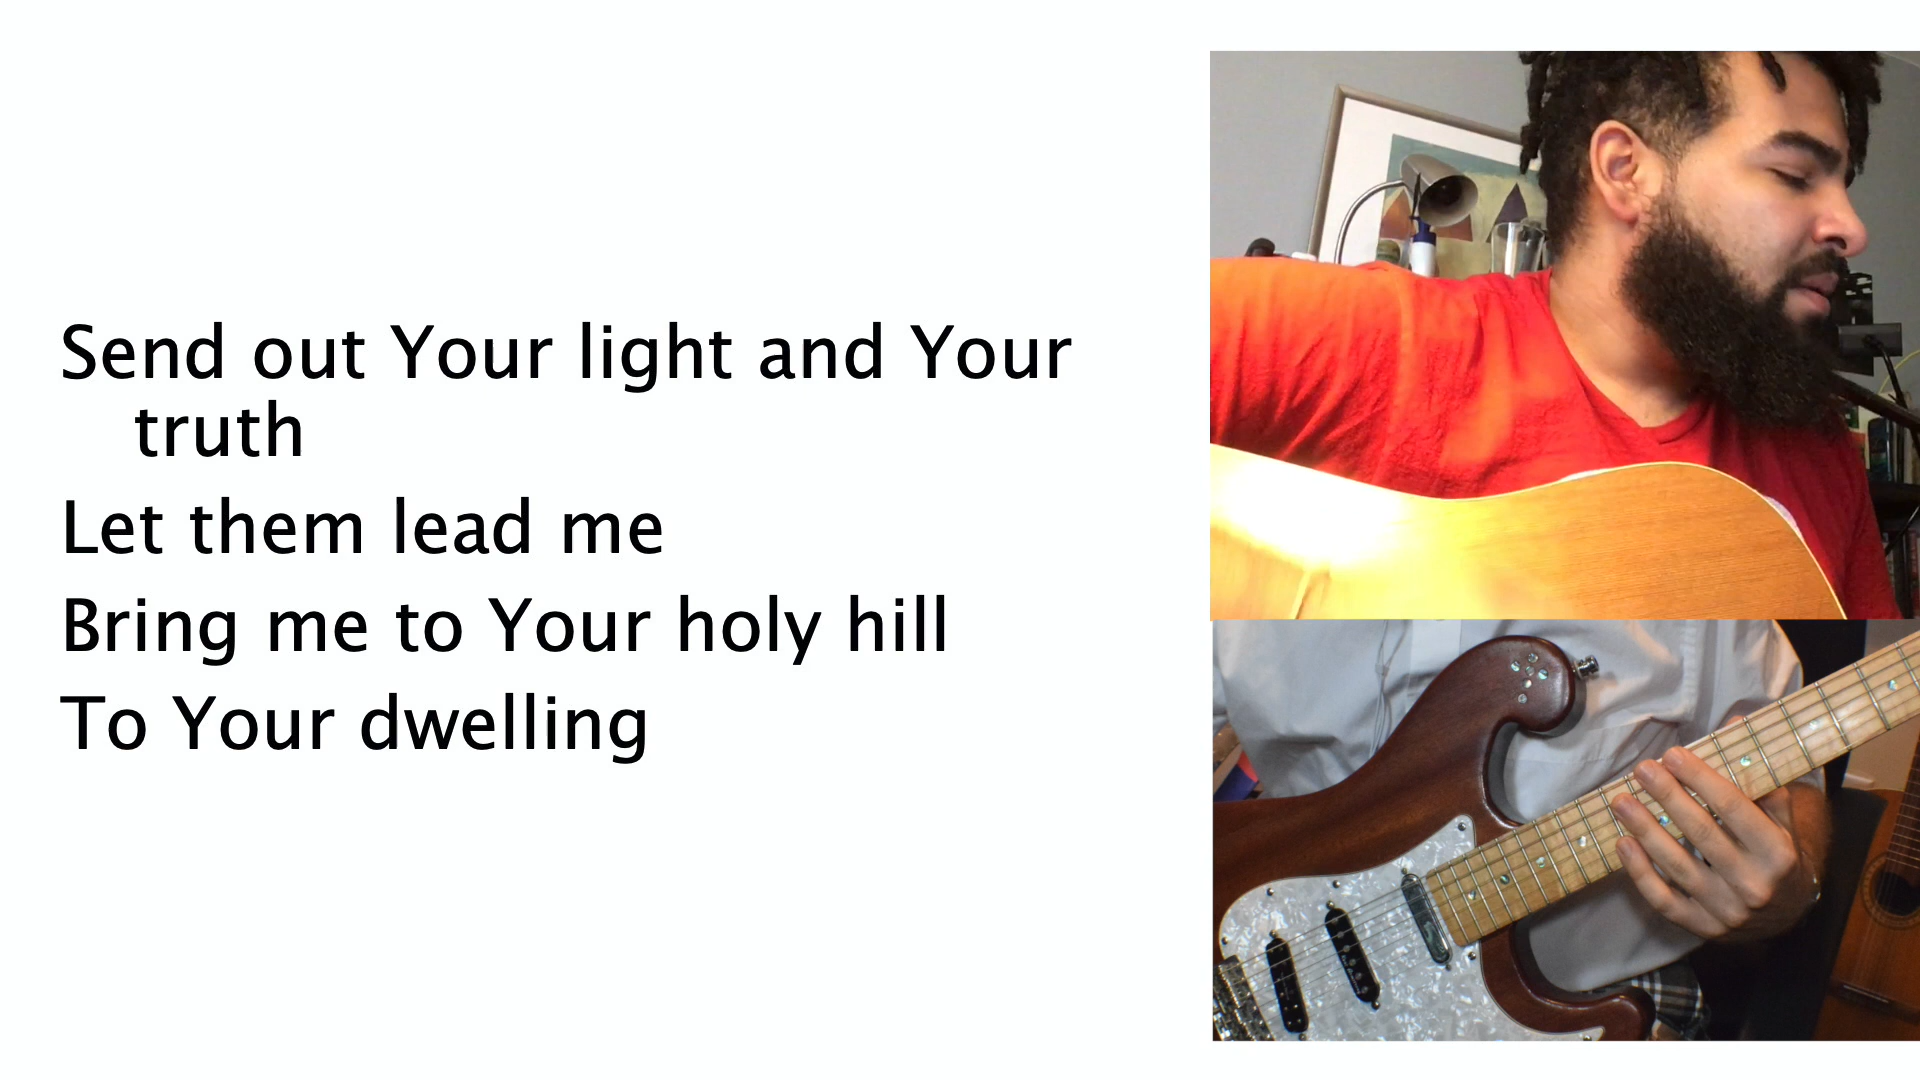 Send out Your light and Your
truth
Let them lead me
Bring me to Your holy hill
To Your dwelling